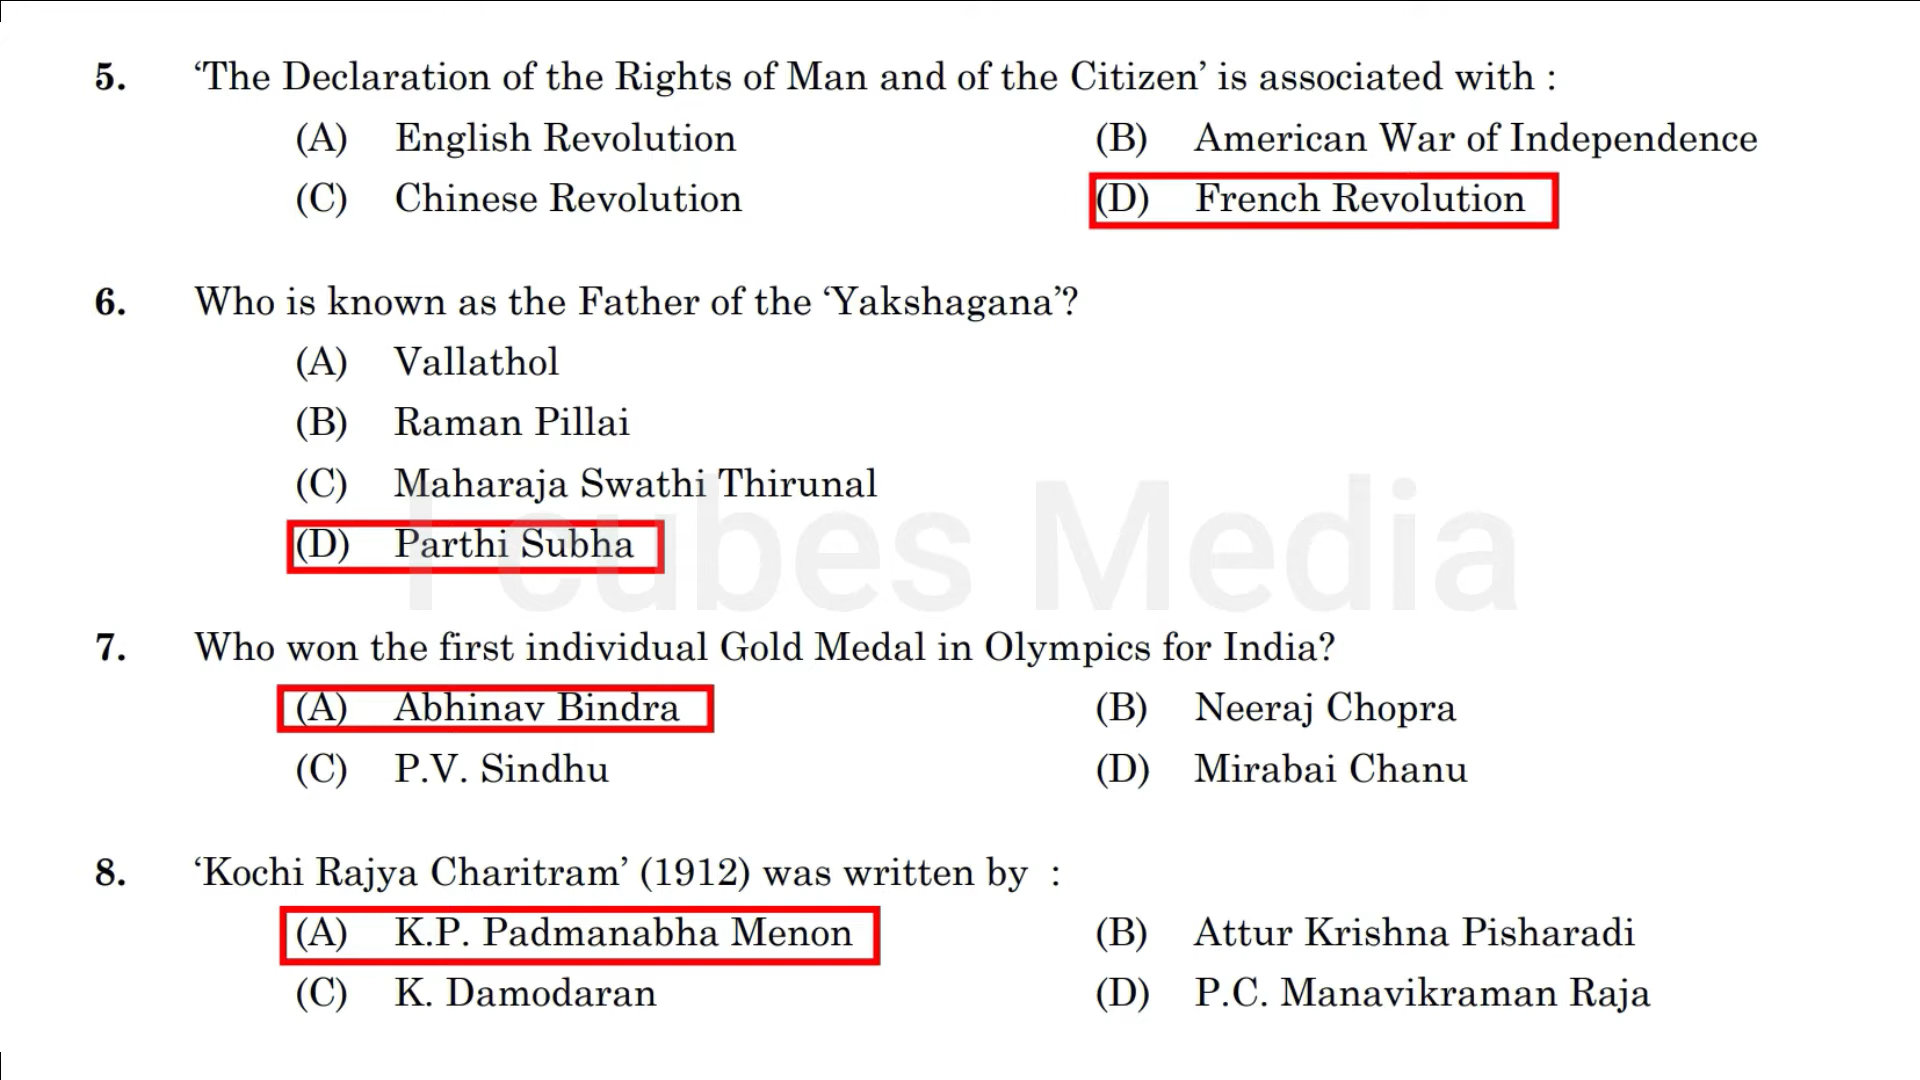 5. ‘The Declaration of the Rights of Man and of the Citizen’ is associated with :
(A) English Revolution (B) American War of Independence
(C) Chinese Revolution (D) French Revolution
6. Who is known as the Father of the ‘Yakshagana’?
(A) Vallathol
(B) Raman Pillai
(C) Maharaja Swathi Thirunal
(D) Parthi Subha
I cubes Media
7. Who won the first individual Gold Medal in Olympics for India?
(A) Abhinav Bindra (B) Neeraj Chopra
(C) P.V. Sindhu (D) Mirabai Chanu
8. ‘Kochi Rajya Charitram’ (1912) was written by :
(A) K.P. Padmanabha Menon (B) Attur Krishna Pisharadi
(C) K. Damodaran (D) P.C. Manavikraman Raja